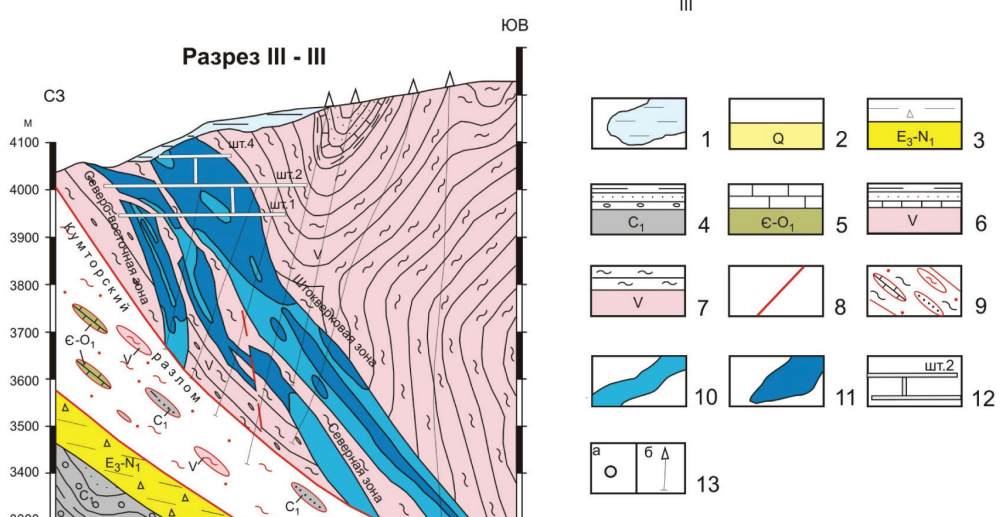 III
ЮВ
Разрез III - III
СЗ
м
4100
4000
3900
3800
3700
3600
3500
3400
шт.4
шт.2
шт.1
Северо-восточная зона
Кумторский разлом
Штокверковая зона
Северная зона
V
V
Є-O₁
V
C₁
V
E₃-N₁
C₁
1
Q
2
E₃-N₁
3
C₁
4
Є-O₁
5
V
6
V
7
8
9
10
11
шт.2
12
а
б
13